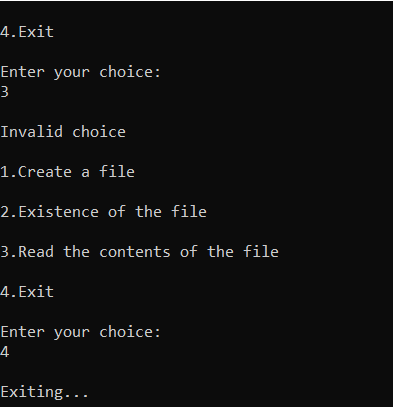 4.Exit
Enter your choice:
3
Invalid choice
1.Create a file
2.Existence of the file
3.Read the contents of the file
4.Exit
Enter your choice:
4
Exiting...